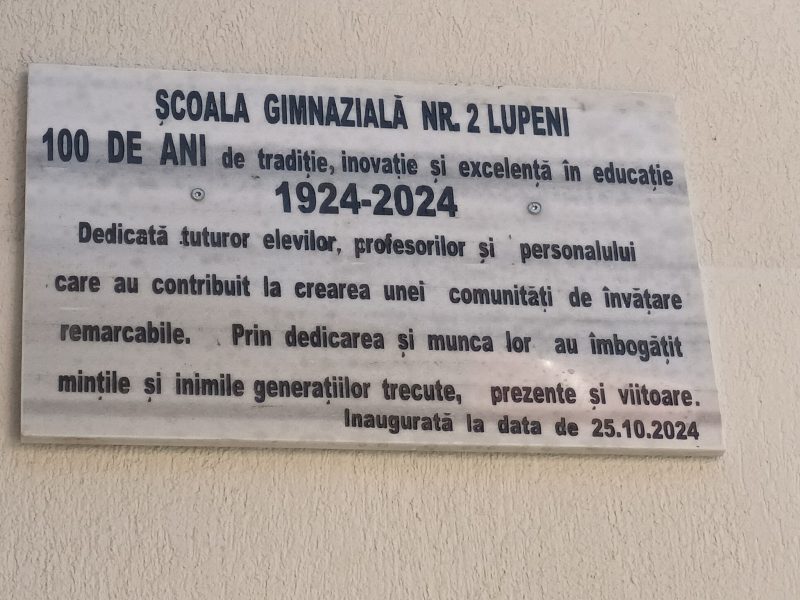 ȘCOALA GIMNAZIALĂ NR. 2 LUPENI
100 DE ANI de tradiție, inovație și excelență în educație
1924-2024
Dedicată tuturor elevilor, profesorilor și personalului
care au contribuit la crearea unei comunități de învățare
remarcabile. Prin dedicarea și munca lor au îmbogățit
mințile și inimile generațiilor trecute, prezente și viitoare.
Inaugurată la data de 25.10.2024